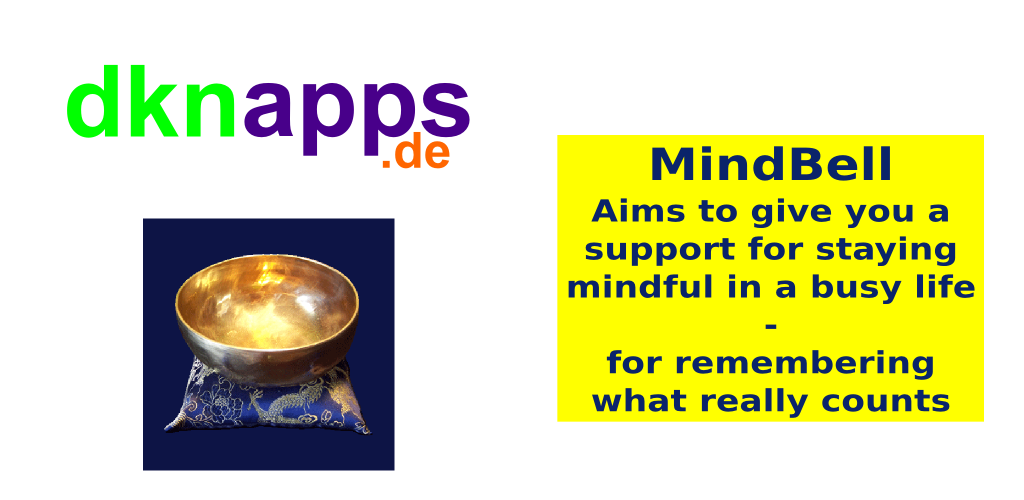 dknapps
.de
MindBell
Aims to give you a
support for staying
mindful in a busy life
-
for remembering
what really counts